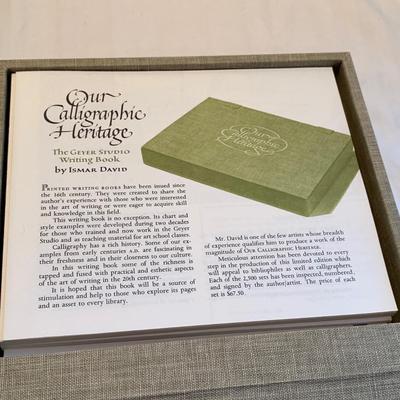 Our
Calligraphic
Heritage
The Geyer Studio
Writing Book
by Ismar David
Printed writing books have been issued since
the 16th century. They were created to share the
author's experience with those who were interested
in the art of writing or were eager to acquire skill
and knowledge in this field.
This writing book is no exception. Its chart and
style examples were developed during two decades
for those who trained and now work in the Geyer
Studio and as teaching material for art school classes.
Calligraphy has a rich history. Some of our ex-
amples from early centuries A.D. are fascinating in
their freshness and in their closeness to our culture.
In this writing book some of the richness is
tapped and fused with practical and esthetic aspects
of the art of writing in the 20th century.
It is hoped that this book will be a source of
stimulation and help to those who explore its pages
and an asset to every library.
Our
Calligraphic
Heritage
Mr. David is one of the few artists whose breadth
of experience qualifies him to produce a work of the
magnitude of Our Calligraphic Heritage.
Meticulous attention has been devoted to every
step in the production of this limited edition which
will appeal to bibliophiles as well as calligraphers.
Each of the 2,500 sets has been inspected, numbered,
and signed by the author/artist. The price of each
set is $67.50.